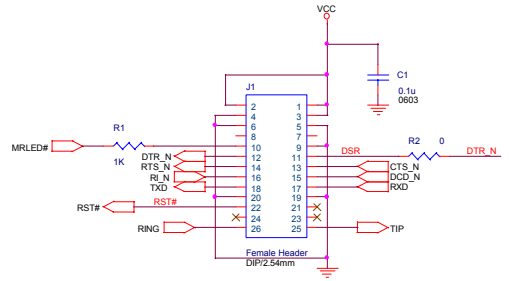 VCC
C1
0.1u
0603
J1
2 1
4 3
6 5
8 7
10 9
12 11
14 13
16 15
18 17
20 19
22 21
24 23
26 25
R1
MRLED#
1K
DSR
R2 0
DTR_N
DTR_N
RTS_N
RI_N
TXD
CTS_N
DCD_N
RXD
RST#
RST#
RING
TIP
Female Header
DIP/2.54mm